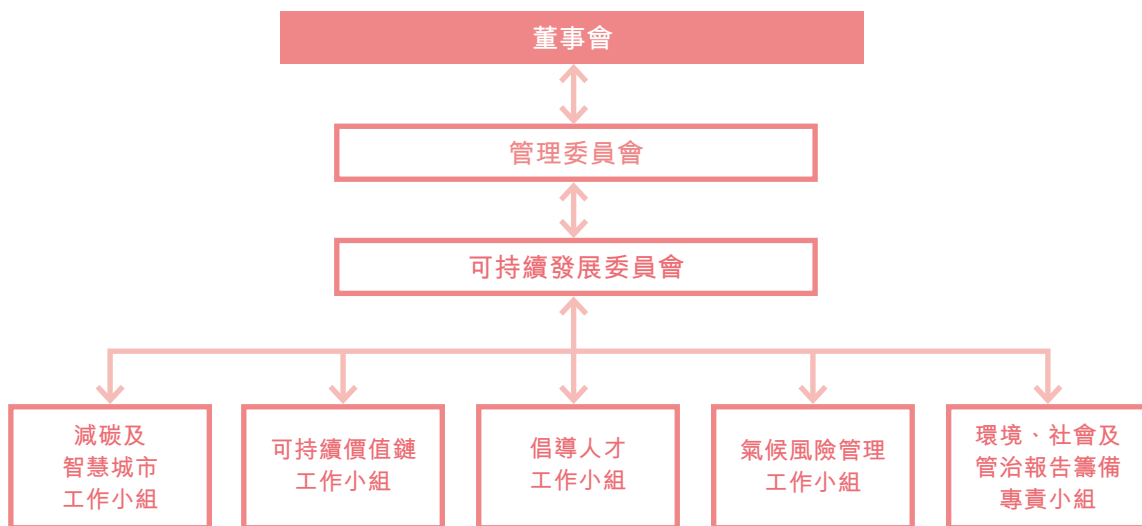 董事會
管理委員會
可持續發展委員會
減碳及
智慧城市
工作小組
可持續價值鏈
工作小組
倡導人才
工作小組
氣候風險管理
工作小組
環境、社會及
管治報告籌備
專責小組